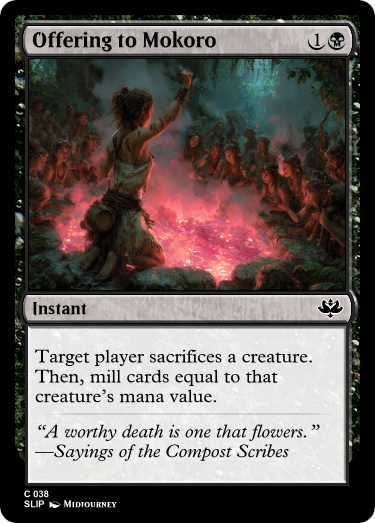 Offering to Mokoro 1
Instant
Target player sacrifices a creature.
Then, mill cards equal to that
creature's mana value.
“A worthy death is one that flowers.”
—Sayings of the Compost Scribes
C 038
SLIP Midjourney